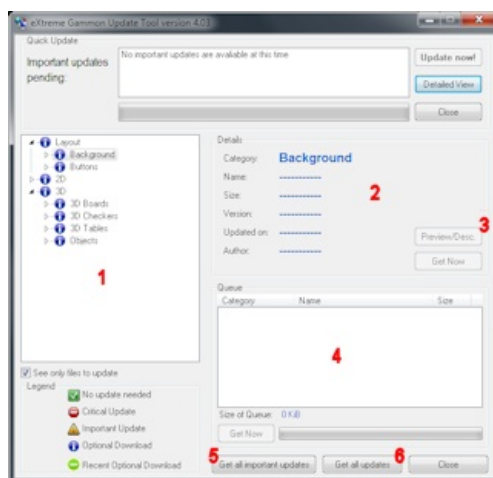 eXtreme Gammon Update Tool version 4.03
Quick Update
Important updates pending:
No important updates are available at this time
Update now!
Detailed View
Close
Layout
Background
Buttons
2D
3D
3D Boards
3D Checkers
3D Tables
Objects
1
See only files to update
Legend
No update needed
Critical Update
Important Update
Optional Download
Recent Optional Download
Details
Category: Background
Name: ------------
Size: ------------
Version: ------------
Updated on: ------------
Author: ------------
2
3
Preview/Desc.
Get Now
Queue
Category Name Size
4
Size of Queue: 0 KiB
Get Now
5
Get all important updates
Get all updates
6
Close